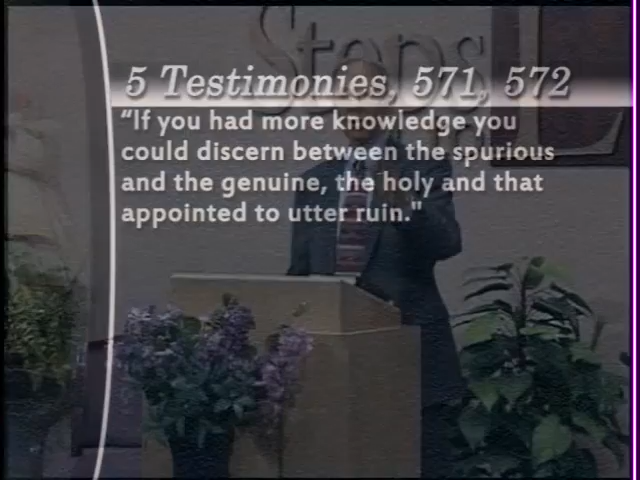 Steps
5 Testimonies, 571, 572
“If you had more knowledge you
could discern between the spurious
and the genuine, the holy and that
appointed to utter ruin."